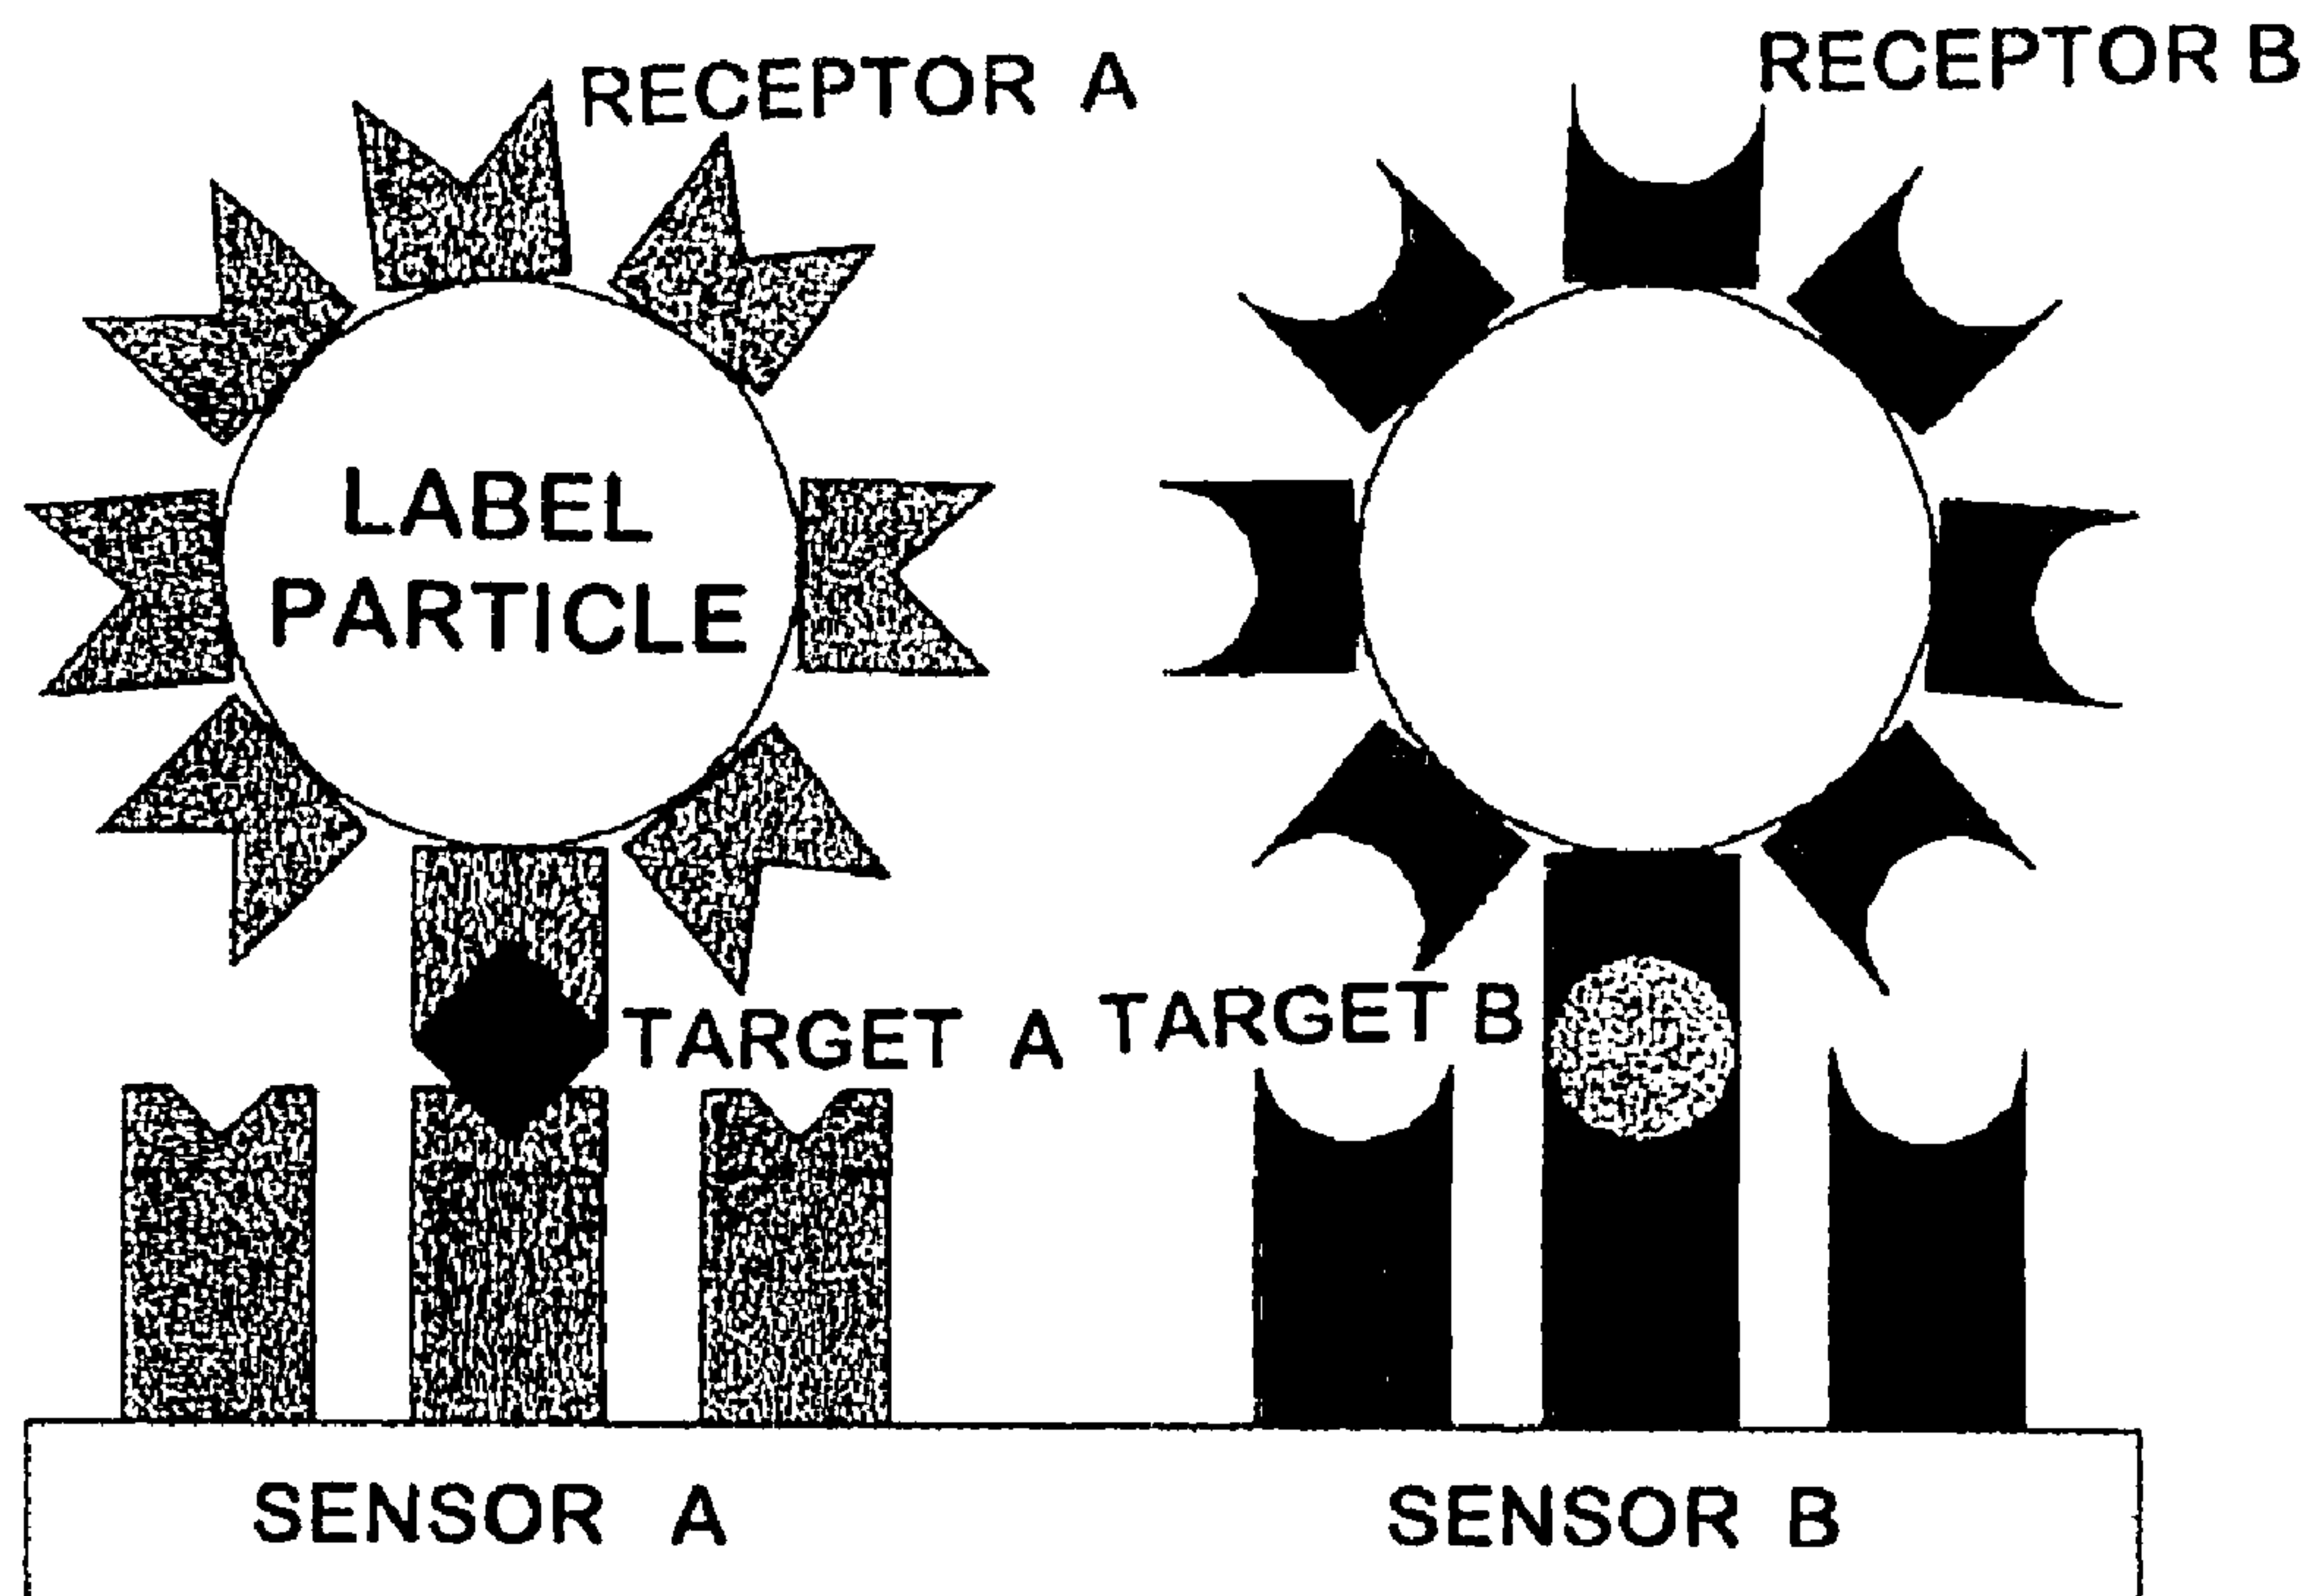 RECEPTOR A
RECEPTOR B
LABEL
PARTICLE
TARGET A
TARGET B
SENSOR A
SENSOR B